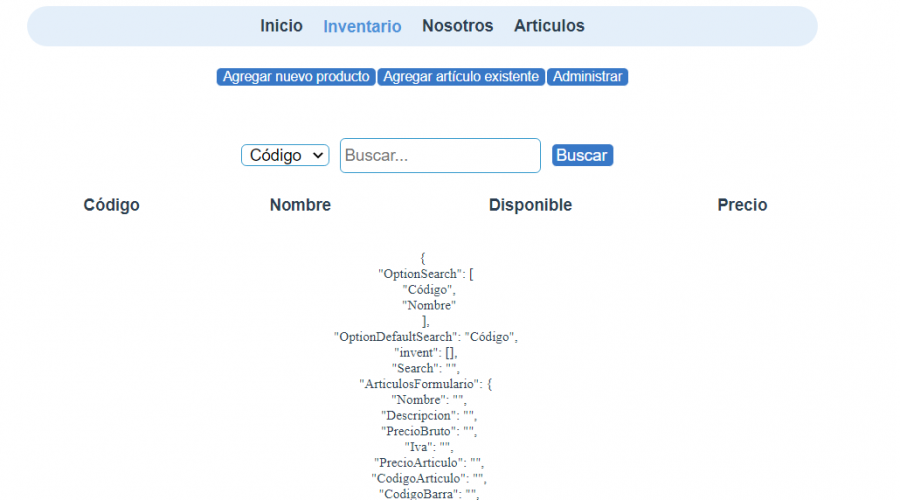 Inicio Inventario Nosotros Articulos
Agregar nuevo producto Agregar artículo existente Administrar
Código Buscar... Buscar
Código Nombre Disponible Precio
{
"OptionSearch": [
"Código",
"Nombre"
],
"OptionDefaultSearch": "Código",
"invent": [],
"Search": "",
"ArticulosFormulario": {
"Nombre": "",
"Descripcion": "",
"PrecioBruto": "",
"Iva": "",
"PrecioArticulo": "",
"CodigoArticulo": "",
"CodigoBarra": "",